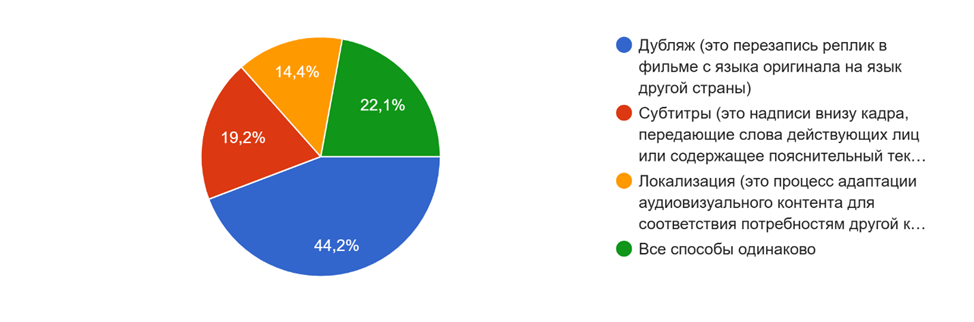 14,4%
22,1%
19,2%
44,2%
Дубляж (это перезапись реплик в
фильме с языка оригинала на язык
другой страны)
Субтитры (это надписи внизу кадра,
передающие слова действующих лиц
или содержащее пояснительный тек…
Локализация (это процесс адаптации
аудиовизуального контента для
соответствия потребностям другой к…
Все способы одинаково